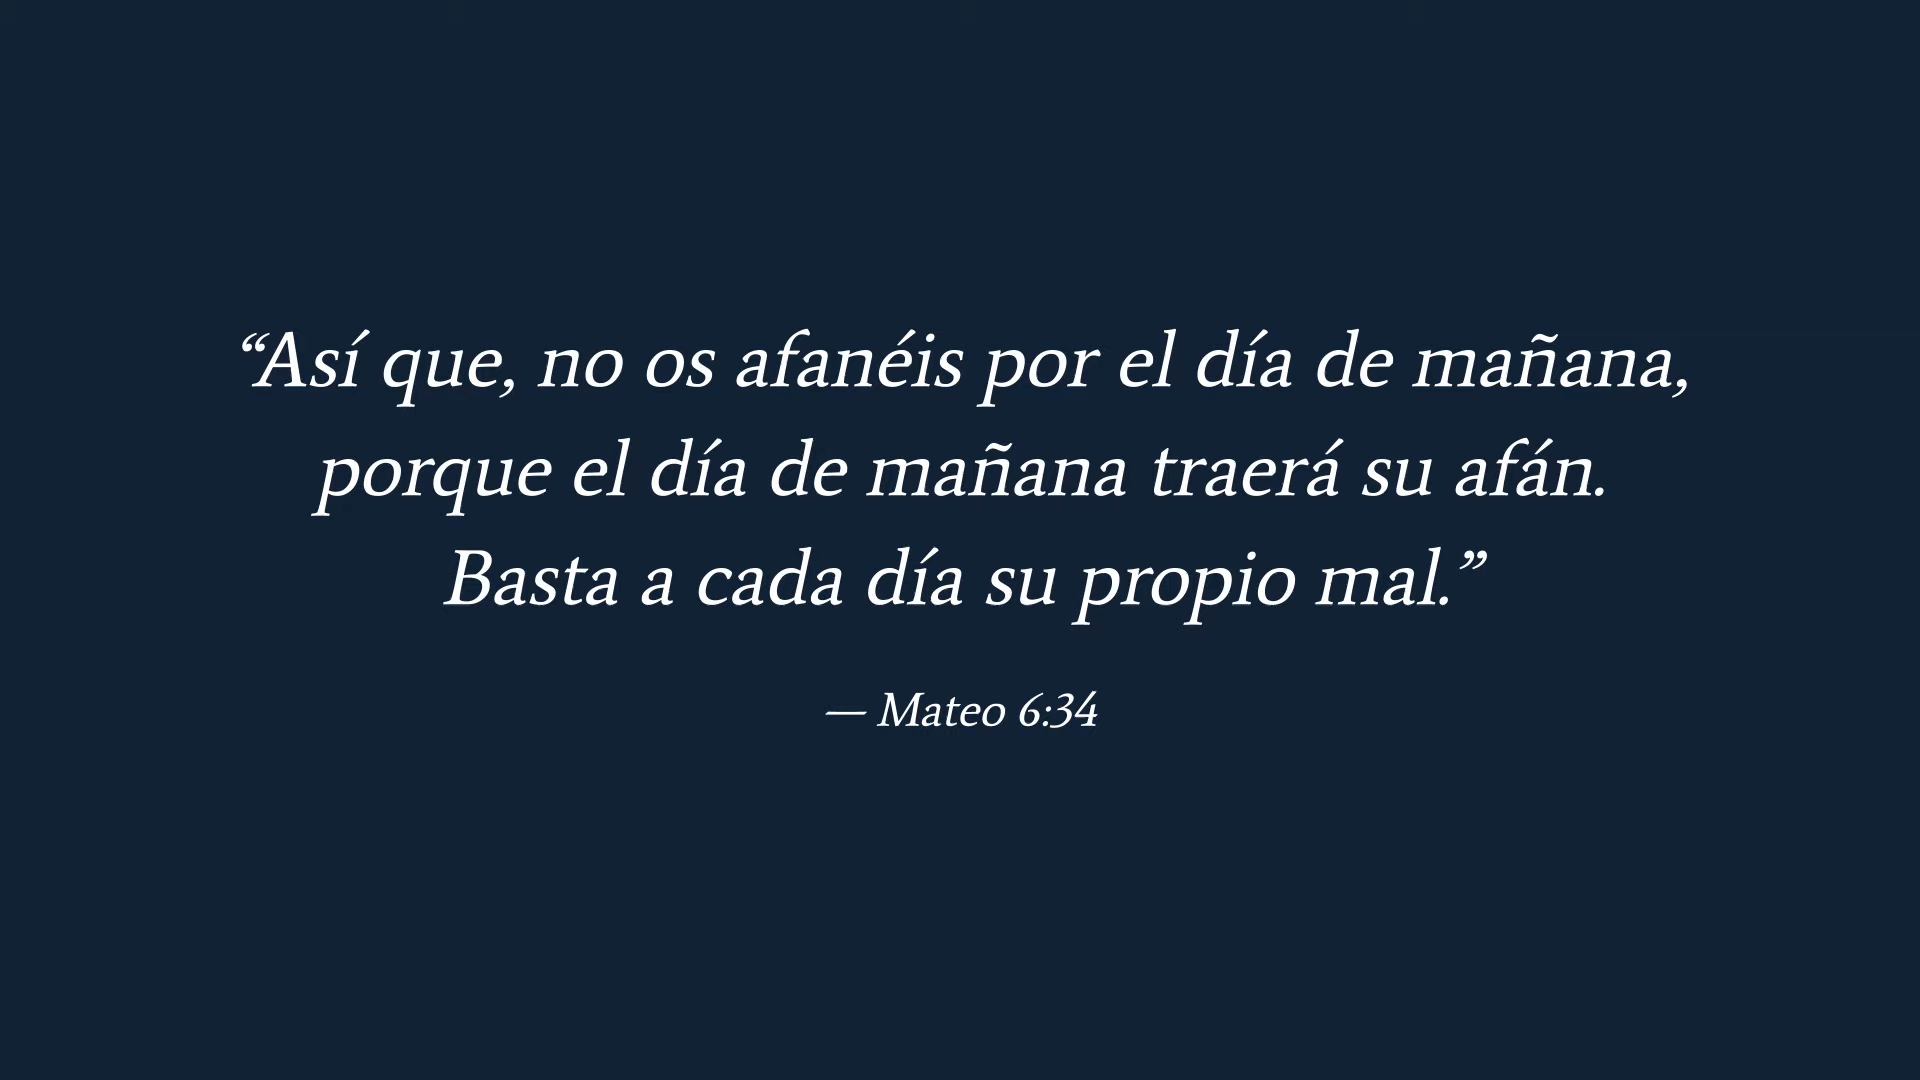 “Así que, no os afanéis por el día de mañana,
porque el día de mañana traerá su afán.
Basta a cada día su propio mal.”
— Mateo 6:34